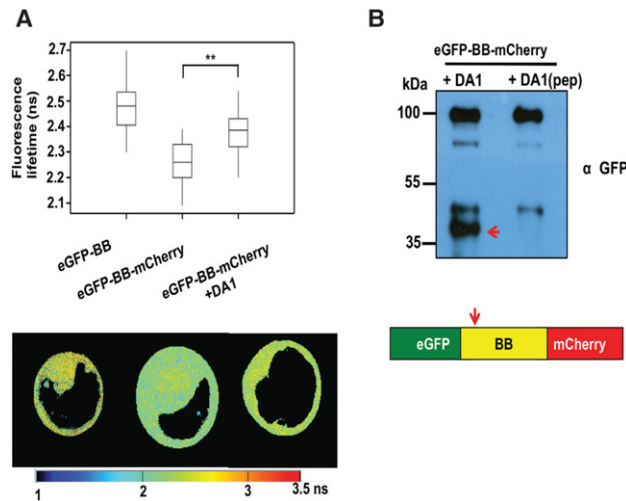 A
Fluorescence
lifetime (ns)
2.7
2.6
2.5
2.4
2.3
2.2
2.1
**
eGFP-BB
eGFP-BB-mCherry
eGFP-BB-mCherry
+DA1
1
2
3
3.5 ns
B
eGFP-BB-mCherry
kDa
+ DA1
+ DA1(pep)
100
55
35
α GFP
eGFP
BB
mCherry